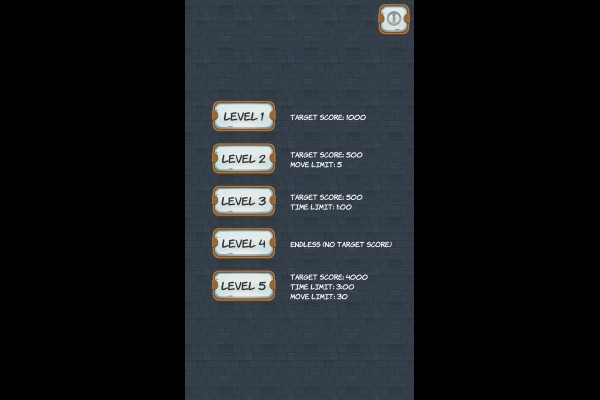 LEVEL 1
TARGET SCORE: 1000
LEVEL 2
TARGET SCORE: 500
MOVE LIMIT: 5
LEVEL 3
TARGET SCORE: 500
TIME LIMIT: 1:00
LEVEL 4
ENDLESS (NO TARGET SCORE)
LEVEL 5
TARGET SCORE: 4000
TIME LIMIT: 3:00
MOVE LIMIT: 30